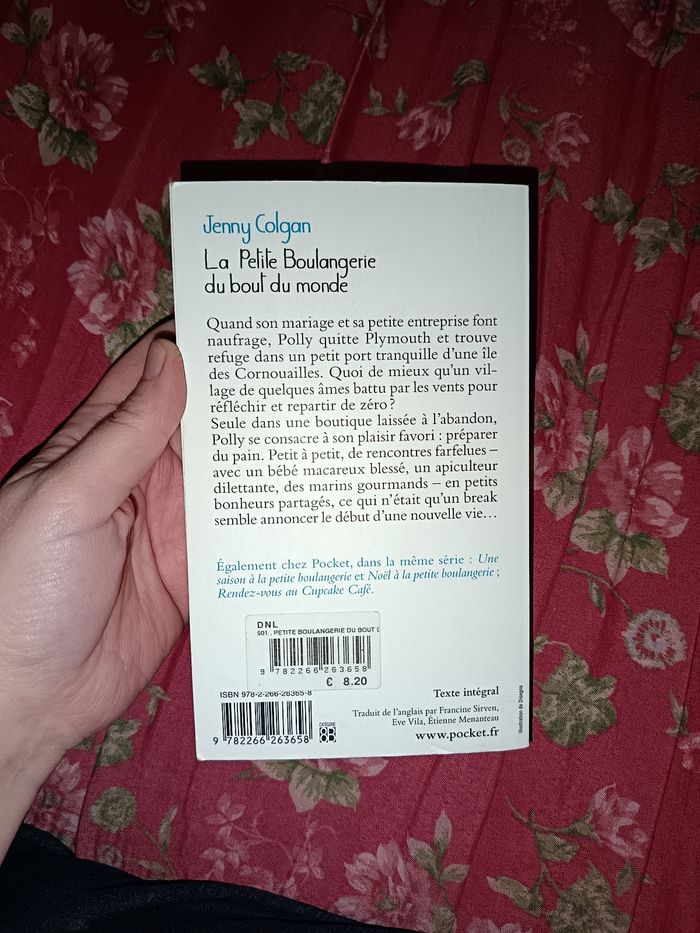 Jenny Colgan
La Petite Boulangerie
du bout du monde
Quand son mariage et sa petite entreprise font
naufrage, Polly quitte Plymouth et trouve
refuge dans un petit port tranquille d'une île
des Cornouailles. Quoi de mieux qu'un vil-
lage de quelques âmes battu par les vents pour
réfléchir et repartir de zéro ?
Seule dans une boutique laissée à l'abandon,
Polly se consacre à son plaisir favori : préparer
du pain. Petit à petit, de rencontres farfelues –
avec un bébé macareux blessé, un apiculteur
dilettante, des marins gourmands – en petits
bonheurs partagés, ce qui n'était qu'un break
semble annoncer le début d'une nouvelle vie…
Également chez Pocket, dans la même série : Une
saison à la petite boulangerie et Noël à la petite boulangerie ;
Rendez-vous au Cupcake Café.
DNL
501 . PETITE BOULANGERIE DU BOUT
9 782266 263658
€ 8.20
ISBN 978-2-266-26365-8
9 782266 263658
CATÉGORIE
Texte intégral
Traduit de l'anglais par Francine Sirven,
Eve Vila, Étienne Menanteau
www.pocket.fr
Illustration de Disegna